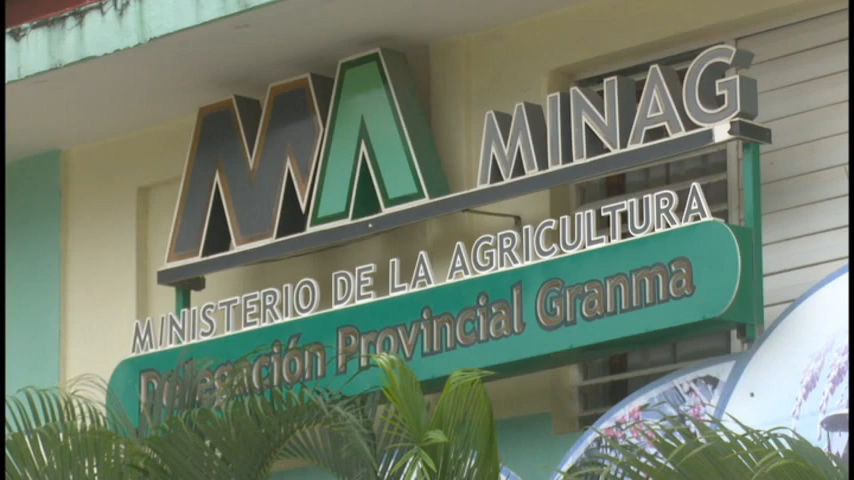 MA MINAG
MINISTERIO DE LA AGRICULTURA
Delegación Provincial Granma